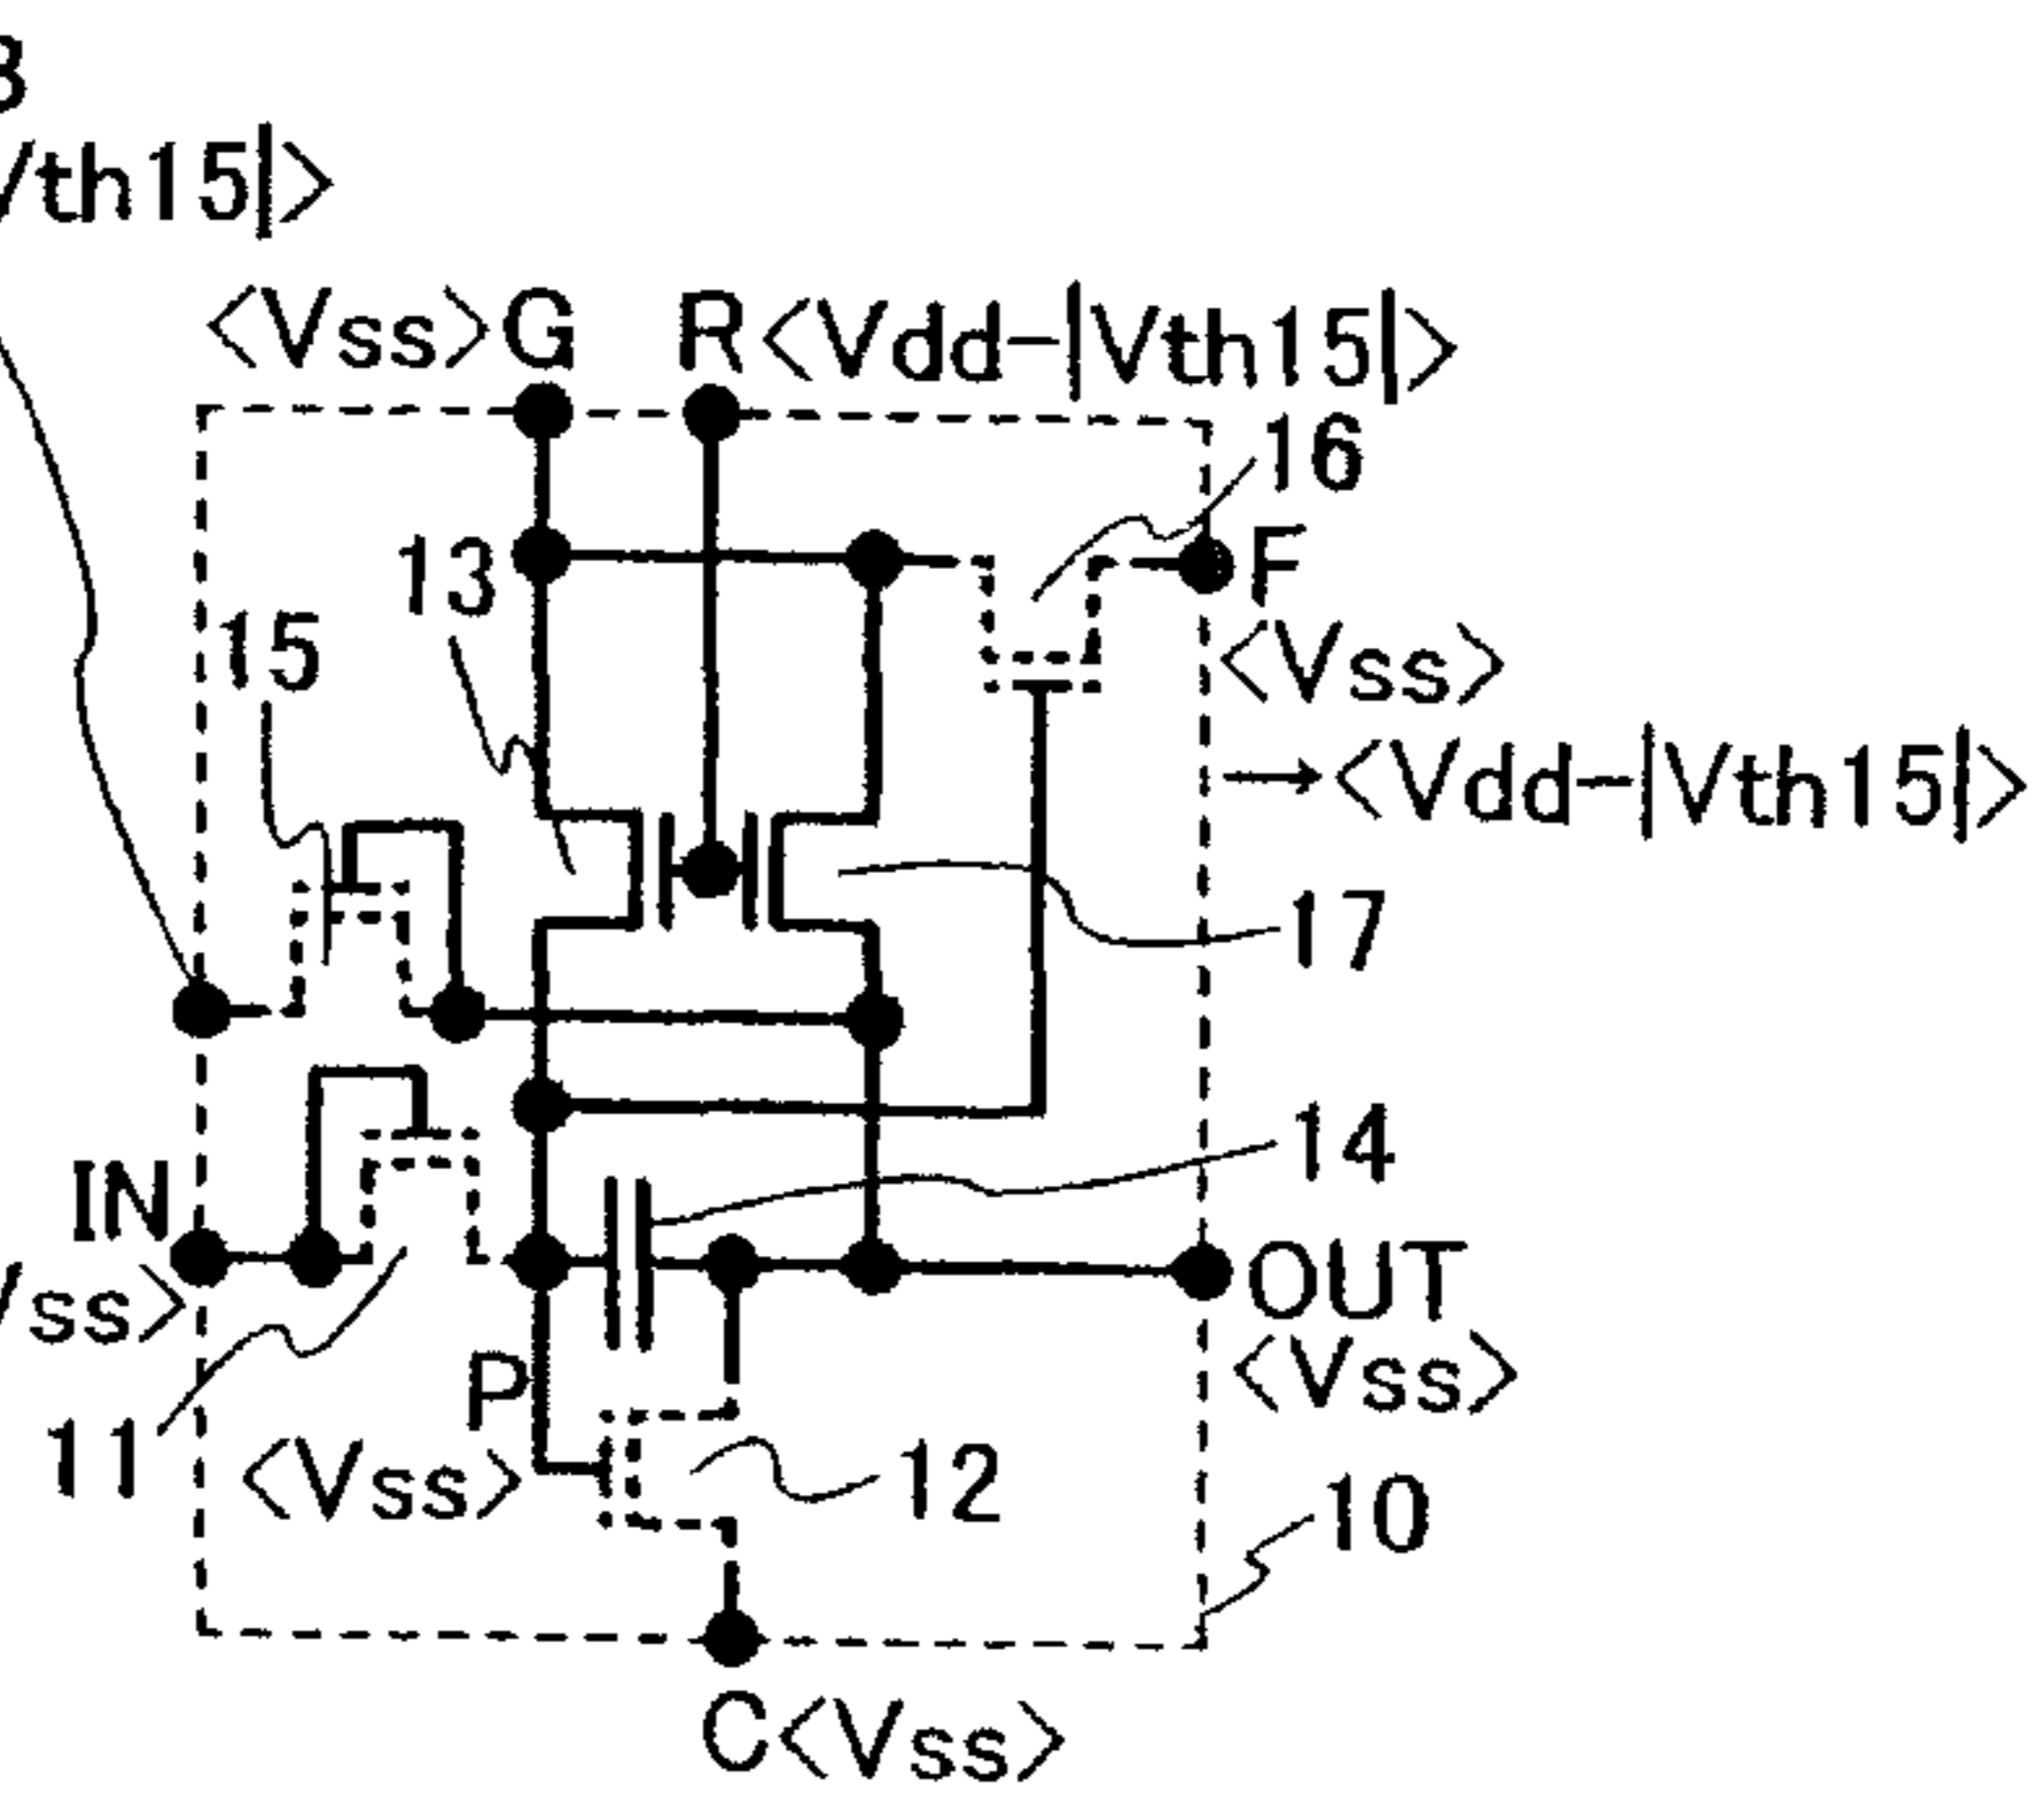 /th15|>
<Vss>G R<Vdd-|Vth15|>
16
13
F
15
<Vss>
→<Vdd-|Vth15|>
17
14
IN
OUT
ss>
<Vss>
P
11
<Vss>
12
10
C<Vss>